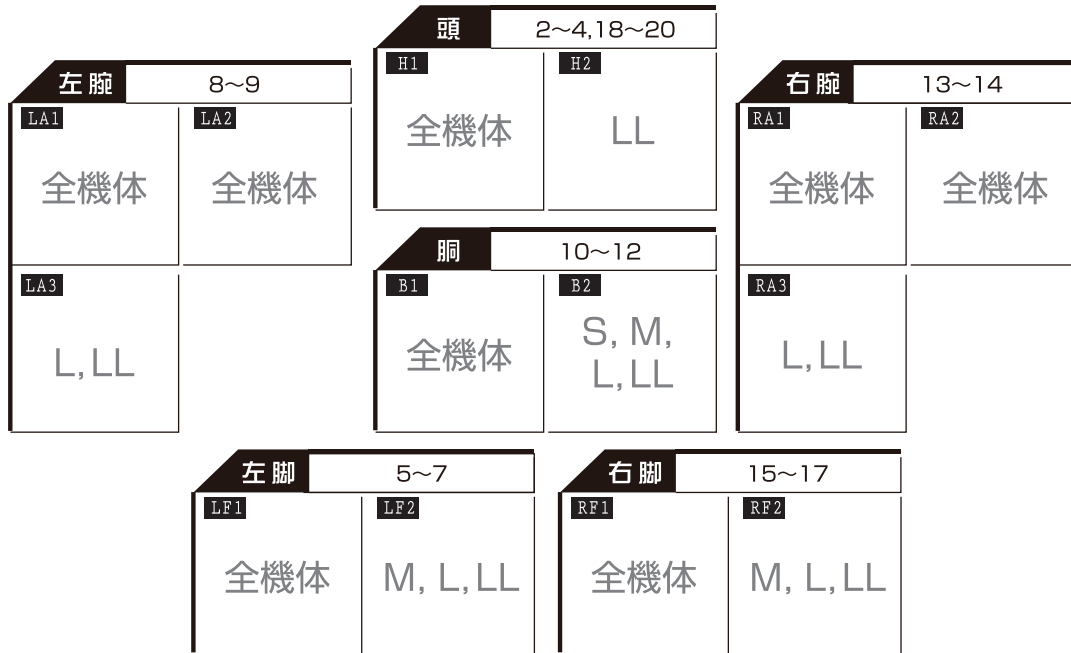 頭 2〜4,18〜20
H1 H2
全機体 LL
左腕 8〜9
LA1 LA2
全機体 全機体
LA3
L,LL
右腕 13〜14
RA1 RA2
全機体 全機体
RA3
L,LL
胴 10〜12
B1 B2
全機体
S, M,
L,LL
左脚 5〜7
LF1 LF2
全機体 M, L,LL
右脚 15〜17
RF1 RF2
全機体 M, L,LL